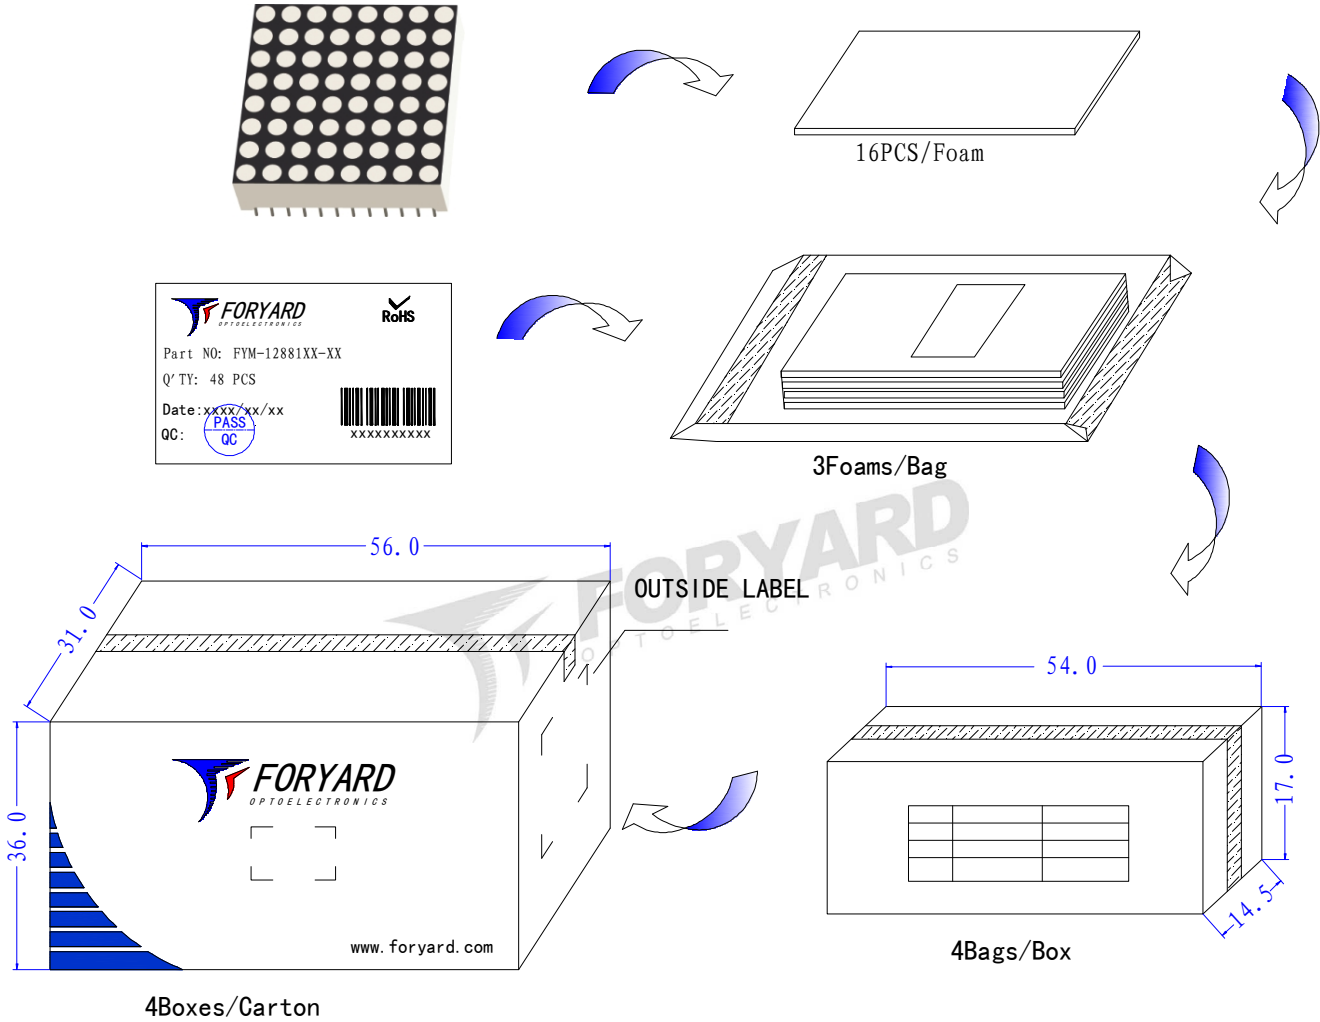 16PCS/Foam
FORYARD
OPTOELECTRONICS
RoHS
Part NO: FYM-12881XX-XX
Q'TY: 48 PCS
Date:xxxx/xx/xx
QC:
PASS
QC
XXXXXXXXXX
3Foams/Bag
FORYARD
OPTOELECTRONICS
56.0
31.0
OUTSIDE LABEL
36.0
FORYARD
OPTOELECTRONICS
www.foryard.com
4Boxes/Carton
54.0
17.0
14.5
4Bags/Box